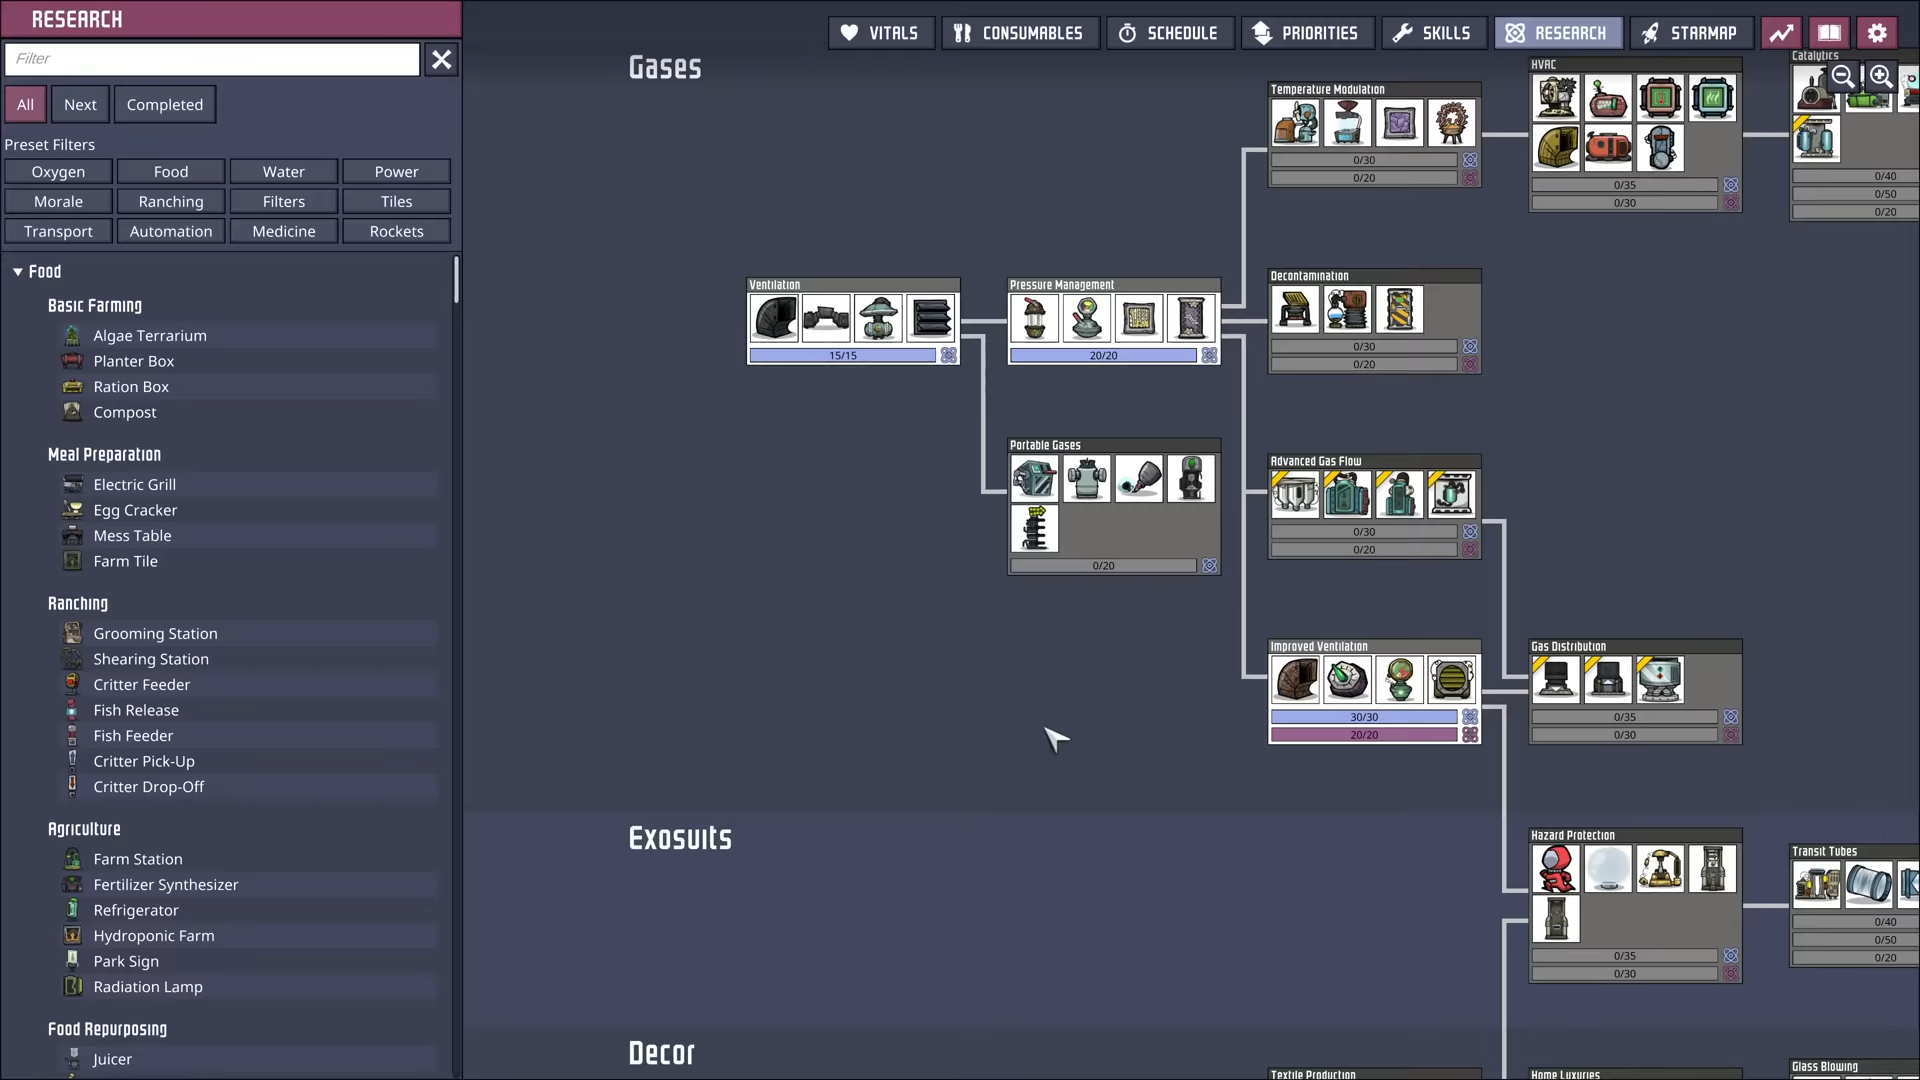 RESEARCH
VITALS
CONSUMABLES
SCHEDULE
PRIORITIES
SKILLS
RESEARCH
STARMAP
Filter
All
Next
Completed
Preset Filters
Oxygen
Food
Water
Power
Morale
Ranching
Filters
Tiles
Transport
Automation
Medicine
Rockets
Food
Basic Farming
Algae Terrarium
Planter Box
Ration Box
Compost
Meal Preparation
Electric Grill
Egg Cracker
Mess Table
Farm Tile
Ranching
Grooming Station
Shearing Station
Critter Feeder
Fish Release
Fish Feeder
Critter Pick-Up
Critter Drop-Off
Agriculture
Farm Station
Fertilizer Synthesizer
Refrigerator
Hydroponic Farm
Park Sign
Radiation Lamp
Food Repurposing
Juicer
Gases
Temperature Modulation
0/30
0/20
HVAC
0/35
0/30
Catalytics
0/40
0/50
0/20
Ventilation
15/15
Pressure Management
20/20
Decontamination
0/30
0/20
Portable Gases
0/20
Advanced Gas Flow
0/30
0/20
Improved Ventilation
30/30
20/20
Gas Distribution
0/35
0/30
Exosuits
Hazard Protection
0/35
0/30
Transit Tubes
0/40
0/50
0/20
Decor
Textile Production
Home Luxuries
Glass Blowing